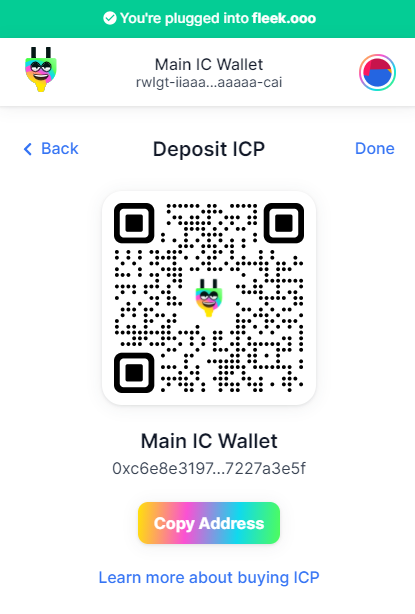 You're plugged into fleek.ooo
Main IC Wallet
rwlgt-iiaaa...aaaaa-cai
Back
Deposit ICP
Done
Main IC Wallet
0xc6e8e3197...7227a3e5f
Copy Address
Learn more about buying ICP